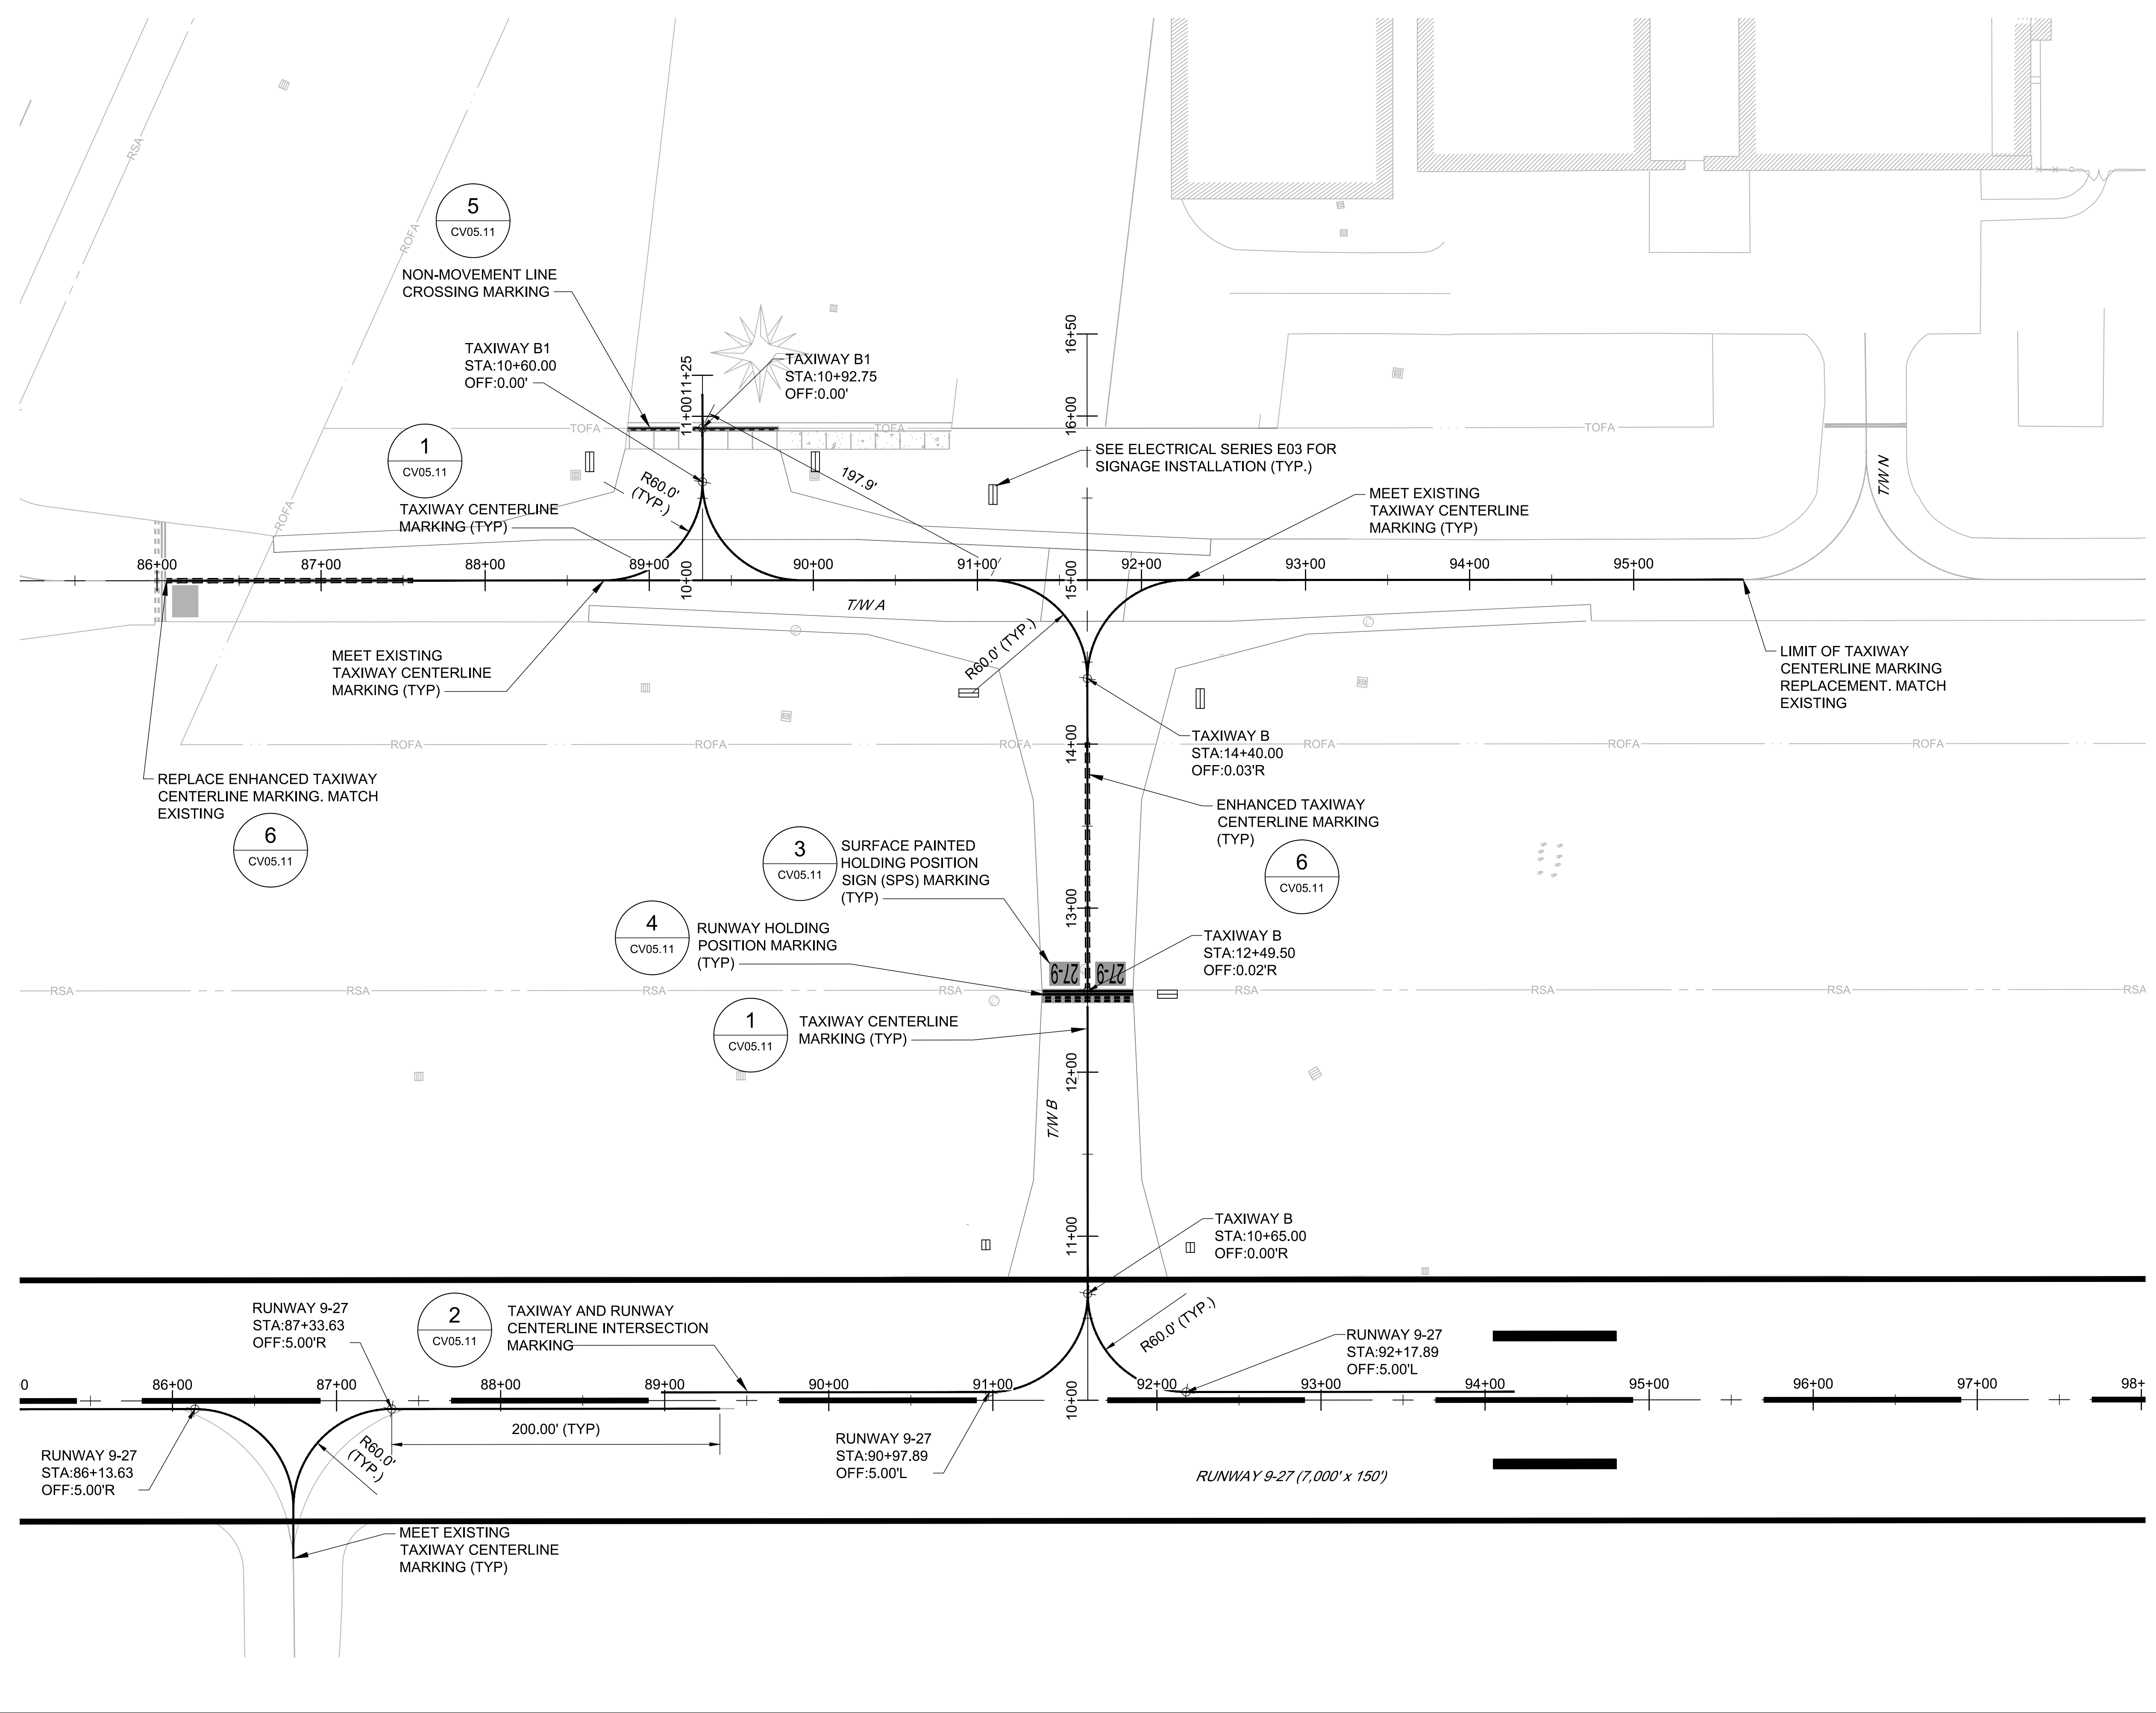 RSA
ROFA
5
CV05.11
NON-MOVEMENT LINE
CROSSING MARKING
TAXIWAY B1
STA:10+60.00
OFF:0.00'
TAXIWAY B1
STA:10+92.75
OFF:0.00'
11+25
11+00
16+50
16+00
TOFA
TOFA
TOFA
1
CV05.11
TAXIWAY CENTERLINE
MARKING (TYP)
R60.0'
(TYP.)
197.9'
SEE ELECTRICAL SERIES E03 FOR
SIGNAGE INSTALLATION (TYP.)
MEET EXISTING
TAXIWAY CENTERLINE
MARKING (TYP)
T/W N
ROFA
86+00
87+00
88+00
89+00
10+00
90+00
91+00
15+00
92+00
93+00
94+00
95+00
T/W A
R60.0' (TYP.)
MEET EXISTING
TAXIWAY CENTERLINE
MARKING (TYP)
LIMIT OF TAXIWAY
CENTERLINE MARKING
REPLACEMENT. MATCH
EXISTING
TAXIWAY B
STA:14+40.00
OFF:0.03'R
ROFA
ROFA
ROFA
14+00
ROFA
ROFA
ROFA
REPLACE ENHANCED TAXIWAY
CENTERLINE MARKING. MATCH
EXISTING
6
CV05.11
ENHANCED TAXIWAY
CENTERLINE MARKING
(TYP)
6
CV05.11
3
CV05.11
SURFACE PAINTED
HOLDING POSITION
SIGN (SPS) MARKING
(TYP)
13+00
4
CV05.11
RUNWAY HOLDING
POSITION MARKING
(TYP)
TAXIWAY B
STA:12+49.50
OFF:0.02'R
27-9
27-9
RSA
RSA
RSA
RSA
RSA
RSA
RSA
RSA
1
CV05.11
TAXIWAY CENTERLINE
MARKING (TYP)
12+00
T/W B
11+00
TAXIWAY B
STA:10+65.00
OFF:0.00'R
RUNWAY 9-27
STA:87+33.63
OFF:5.00'R
2
CV05.11
TAXIWAY AND RUNWAY
CENTERLINE INTERSECTION
MARKING
R60.0' (TYP.)
RUNWAY 9-27
STA:92+17.89
OFF:5.00'L
0
86+00
87+00
88+00
89+00
90+00
91+00
10+00
92+00
93+00
94+00
95+00
96+00
97+00
98+
200.00' (TYP)
RUNWAY 9-27
STA:86+13.63
OFF:5.00'R
R60.0'
(TYP.)
RUNWAY 9-27
STA:90+97.89
OFF:5.00'L
RUNWAY 9-27 (7,000' x 150')
MEET EXISTING
TAXIWAY CENTERLINE
MARKING (TYP)